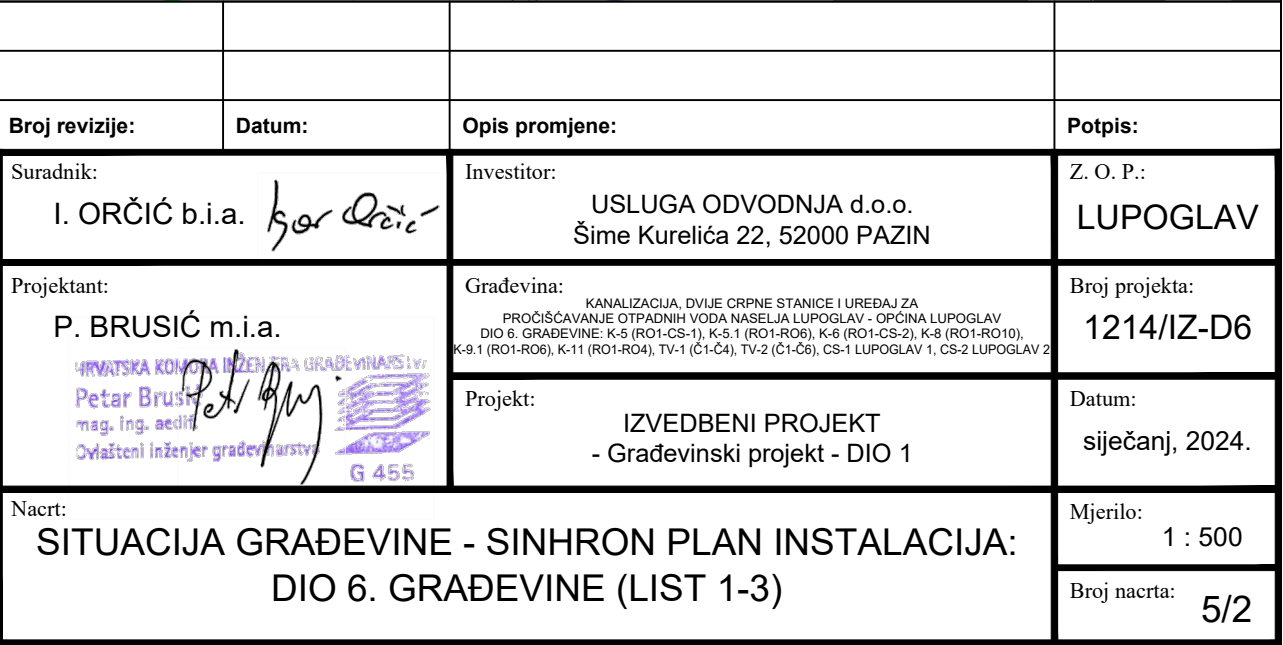 Broj revizije:
Datum:
Opis promjene:
Potpis:
Suradnik:
I. ORČIĆ b.i.a.
Igor Orčić
Investitor:
USLUGA ODVODNJA d.o.o.
Šime Kurelića 22, 52000 PAZIN
Z. O. P.:
LUPOGLAV
Projektant:
P. BRUSIĆ m.i.a.
HRVATSKA KOMORA INŽENJERA GRAĐEVINARSTVA
Petar Brusić
mag. ing. aedif.
Ovlašteni inženjer građevinarstva
G 455
Građevina:
KANALIZACIJA, DVIJE CRPNE STANICE I UREĐAJ ZA
PROČIŠĆAVANJE OTPADNIH VODA NASELJA LUPOGLAV - OPĆINA LUPOGLAV
DIO 6. GRAĐEVINE: K-5 (RO1-CS-1), K-5.1 (RO1-RO6), K-6 (RO1-CS-2), K-8 (RO1-RO10),
K-9.1 (RO1-RO6), K-11 (RO1-RO4), TV-1 (Č1-Č4), TV-2 (Č1-Č6), CS-1 LUPOGLAV 1, CS-2 LUPOGLAV 2
Broj projekta:
1214/IZ-D6
Projekt:
IZVEDBENI PROJEKT
- Građevinski projekt - DIO 1
Datum:
siječanj, 2024.
Nacrt:
SITUACIJA GRAĐEVINE - SINHRON PLAN INSTALACIJA:
DIO 6. GRAĐEVINE (LIST 1-3)
Mjerilo:
1 : 500
Broj nacrta:
5/2